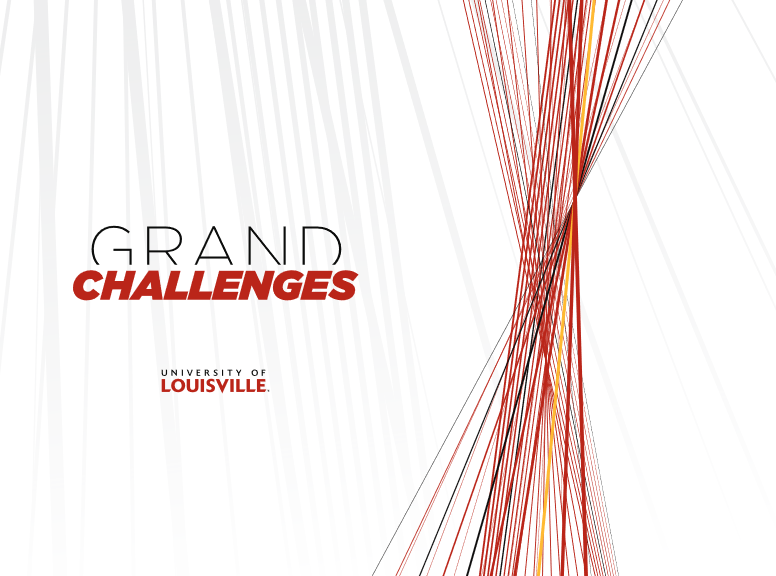 GRAND
CHALLENGES
UNIVERSITY OF
LOUISVILLE.